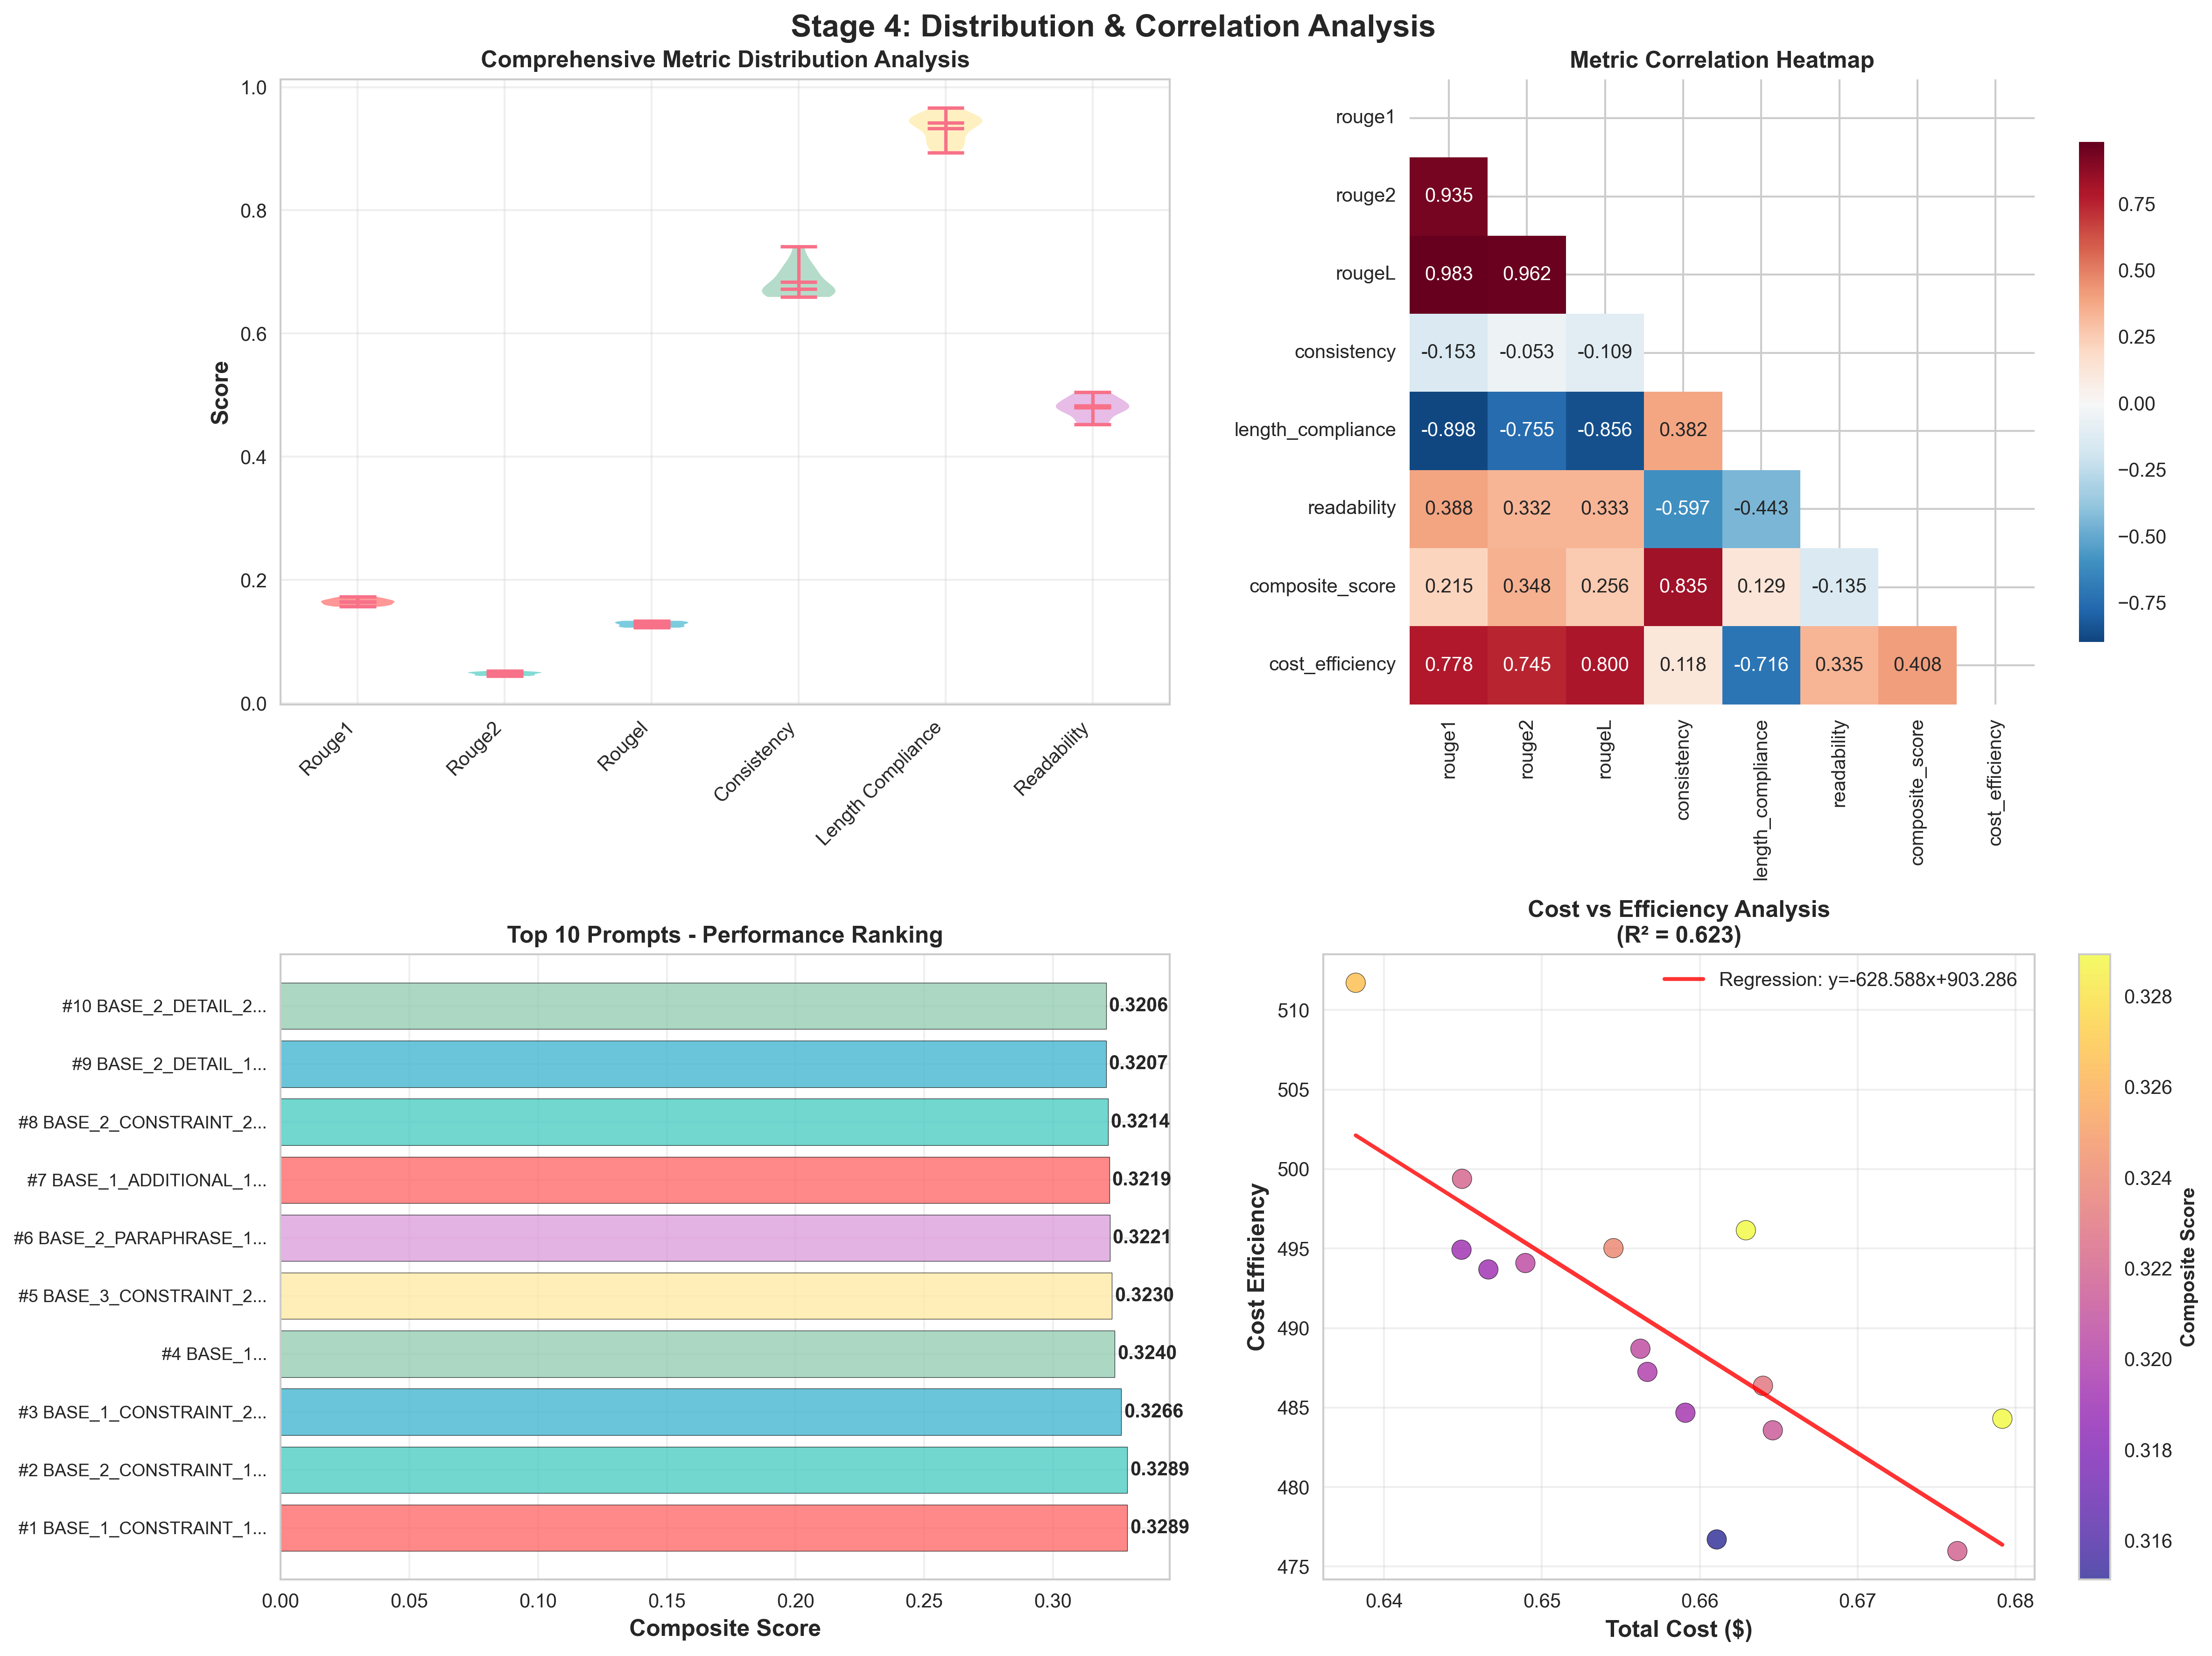 Stage 4: Distribution & Correlation Analysis
Comprehensive Metric Distribution Analysis
1.0
0.8
0.6
0.4
0.2
0.0
Score
Rouge1
Rouge2
Rougel
Consistency
Length Compliance
Readability
Metric Correlation Heatmap
rouge1
rouge2 0.935
rougeL 0.983 0.962
consistency -0.153 -0.053 -0.109
length_compliance -0.898 -0.755 -0.856 0.382
readability 0.388 0.332 0.333 -0.597 -0.443
composite_score 0.215 0.348 0.256 0.835 0.129 -0.135
cost_efficiency 0.778 0.745 0.800 0.118 -0.716 0.335 0.408
rouge1
rouge2
rougeL
consistency
length_compliance
readability
composite_score
cost_efficiency
0.75
0.50
0.25
0.00
−0.25
−0.50
−0.75
Top 10 Prompts - Performance Ranking
#10 BASE_2_DETAIL_2... 0.3206
#9 BASE_2_DETAIL_1... 0.3207
#8 BASE_2_CONSTRAINT_2... 0.3214
#7 BASE_1_ADDITIONAL_1... 0.3219
#6 BASE_2_PARAPHRASE_1... 0.3221
#5 BASE_3_CONSTRAINT_2... 0.3230
#4 BASE_1... 0.3240
#3 BASE_1_CONSTRAINT_2... 0.3266
#2 BASE_2_CONSTRAINT_1... 0.3289
#1 BASE_1_CONSTRAINT_1... 0.3289
0.00 0.05 0.10 0.15 0.20 0.25 0.30
Composite Score
Cost vs Efficiency Analysis
(R² = 0.623)
Regression: y=-628.588x+903.286
510
505
500
495
490
485
480
475
Cost Efficiency
0.64 0.65 0.66 0.67 0.68
Total Cost ($)
0.328
0.326
0.324
0.322
0.320
0.318
0.316
Composite Score